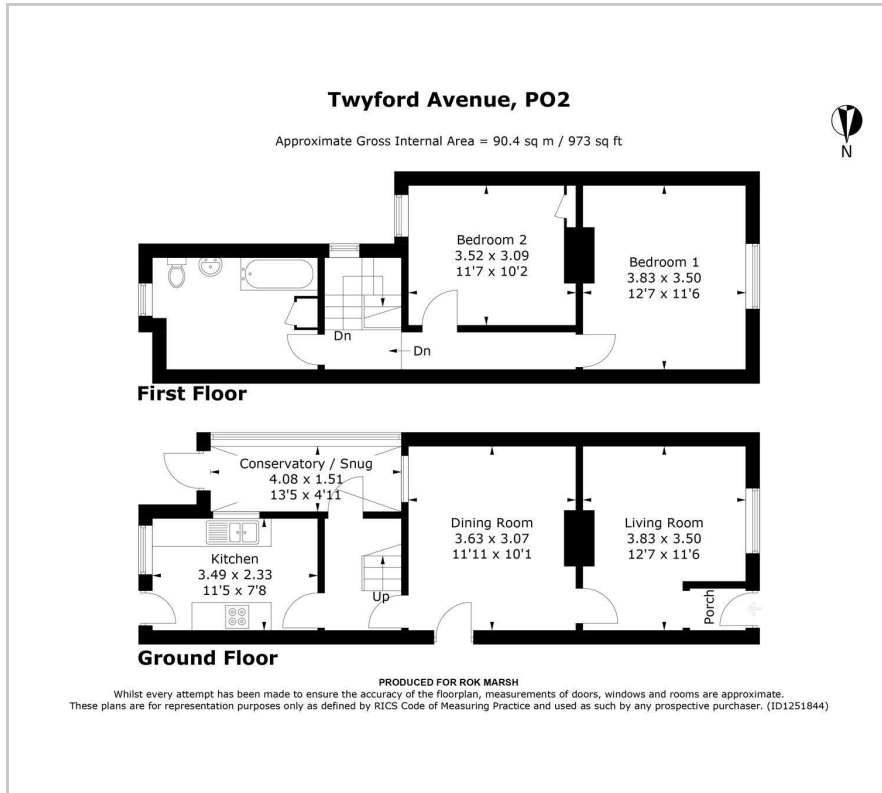 Twyford Avenue, PO2
Approximate Gross Internal Area = 90.4 sq m / 973 sq ft
N
Bedroom 2
3.52 x 3.09
11'7 x 10'2
Bedroom 1
3.83 x 3.50
12'7 x 11'6
Dn
Dn
First Floor
Conservatory / Snug
4.08 x 1.51
13'5 x 4'11
Dining Room
3.63 x 3.07
11'11 x 10'1
Living Room
3.83 x 3.50
12'7 x 11'6
Kitchen
3.49 x 2.33
11'5 x 7'8
Up
Porch
Ground Floor
PRODUCED FOR ROK MARSH
Whilst every attempt has been made to ensure the accuracy of the floorplan, measurements of doors, windows and rooms are approximate.
These plans are for representation purposes only as defined by RICS Code of Measuring Practice and used as such by any prospective purchaser. (ID1251844)